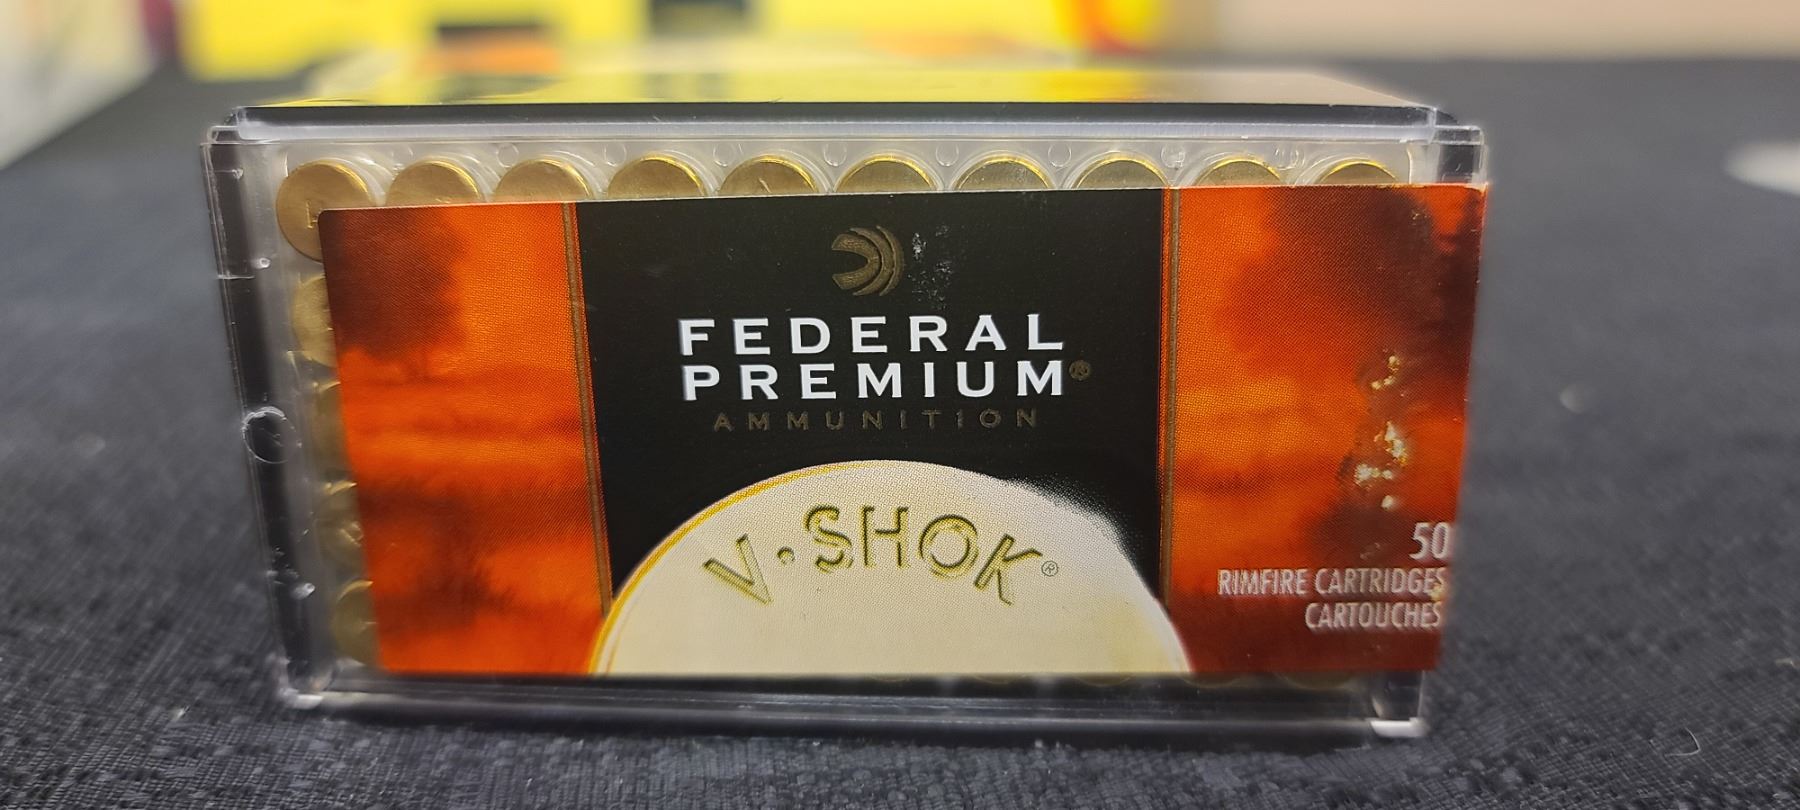 FEDERAL
PREMIUM®
AMMUNITION
V·SHOK®
50
RIMFIRE CARTRIDGES
CARTOUCHES